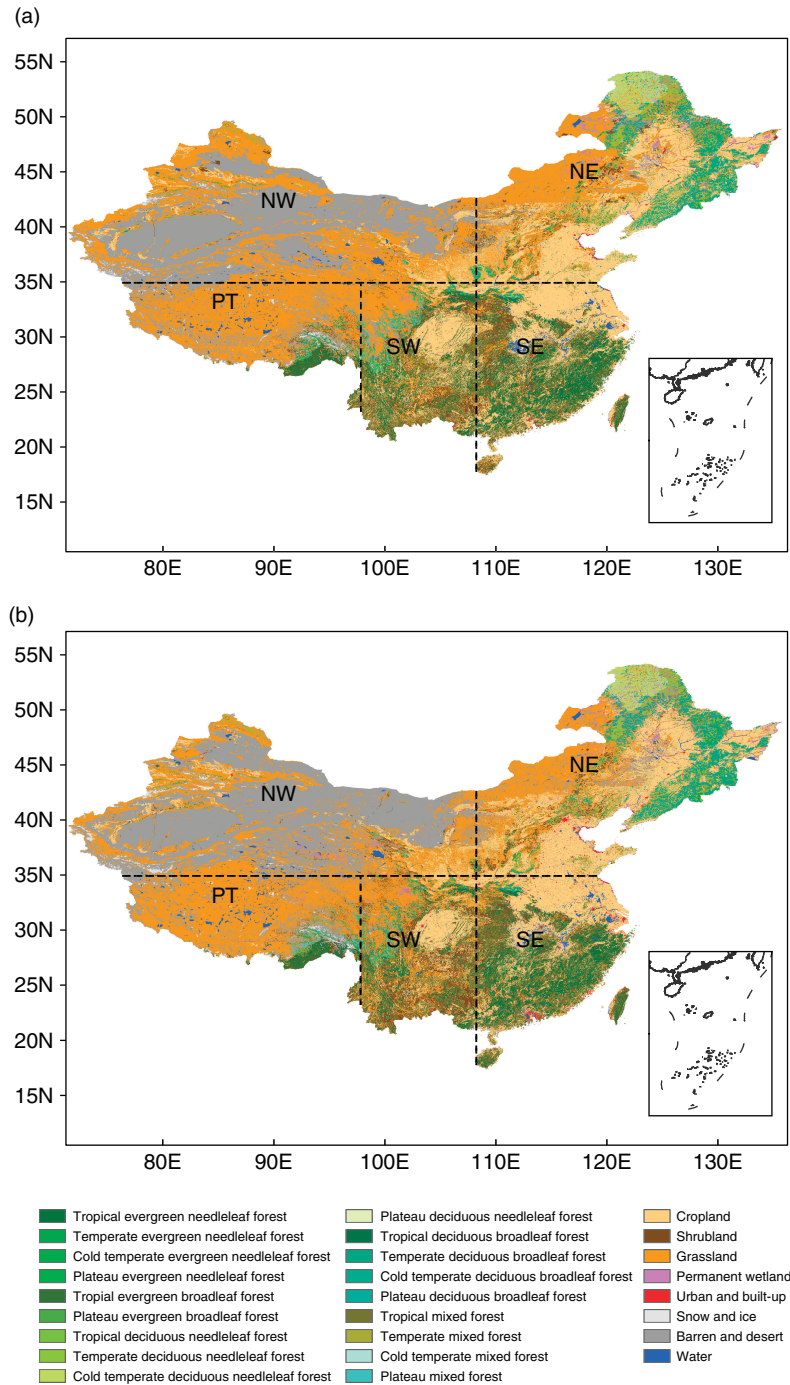 (a)
55N
50N
45N
40N
35N
30N
25N
20N
15N
NE
NW
PT
SW
SE
80E 90E 100E 110E 120E 130E
(b)
55N
50N
45N
40N
35N
30N
25N
20N
15N
NE
NW
PT
SW
SE
80E 90E 100E 110E 120E 130E
Tropical evergreen needleleaf forest
Temperate evergreen needleleaf forest
Cold temperate evergreen needleleaf forest
Plateau evergreen needleleaf forest
Tropial evergreen broadleaf forest
Plateau evergreen broadleaf forest
Tropical deciduous needleleaf forest
Temperate deciduous needleleaf forest
Cold temperate deciduous needleleaf forest
Plateau deciduous needleleaf forest
Tropical deciduous broadleaf forest
Temperate deciduous broadleaf forest
Cold temperate deciduous broadleaf forest
Plateau deciduous broadleaf forest
Tropical mixed forest
Temperate mixed forest
Cold temperate mixed forest
Plateau mixed forest
Cropland
Shrubland
Grassland
Permanent wetland
Urban and built-up
Snow and ice
Barren and desert
Water